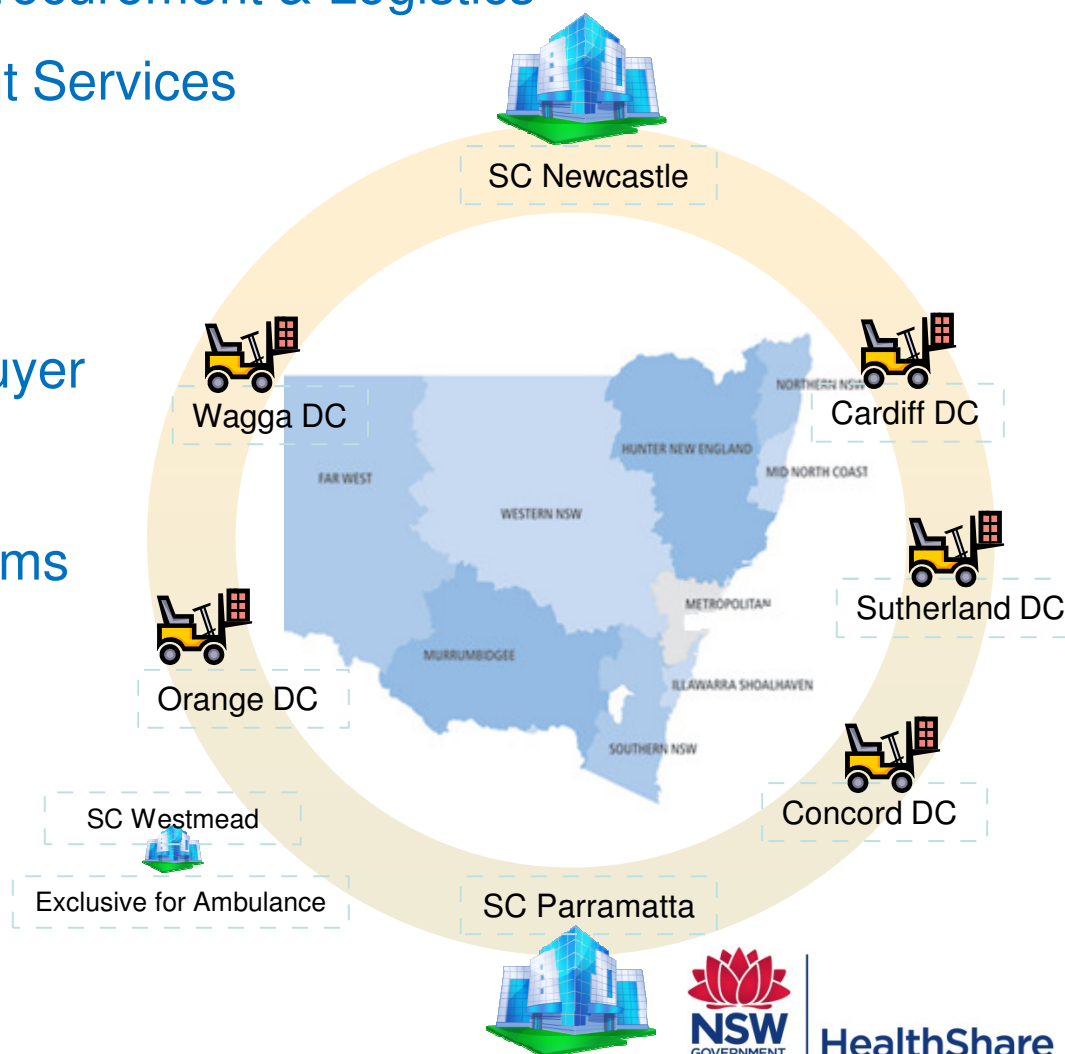 & Logistics
Services
SC Newcastle
Wagga DC
Cardiff DC
NORTHERN NSW
HUNTER NEW ENGLAND
MID NORTH COAST
FAR WEST
WESTERN NSW
METROPOLITAN
Sutherland DC
MURRUMBIDGEE
ILLAWARRA SHOALHAVEN
Orange DC
SOUTHERN NSW
Concord DC
SC Westmead
Exclusive for Ambulance
SC Parramatta
NSW
GOVERNMENT
HealthShare